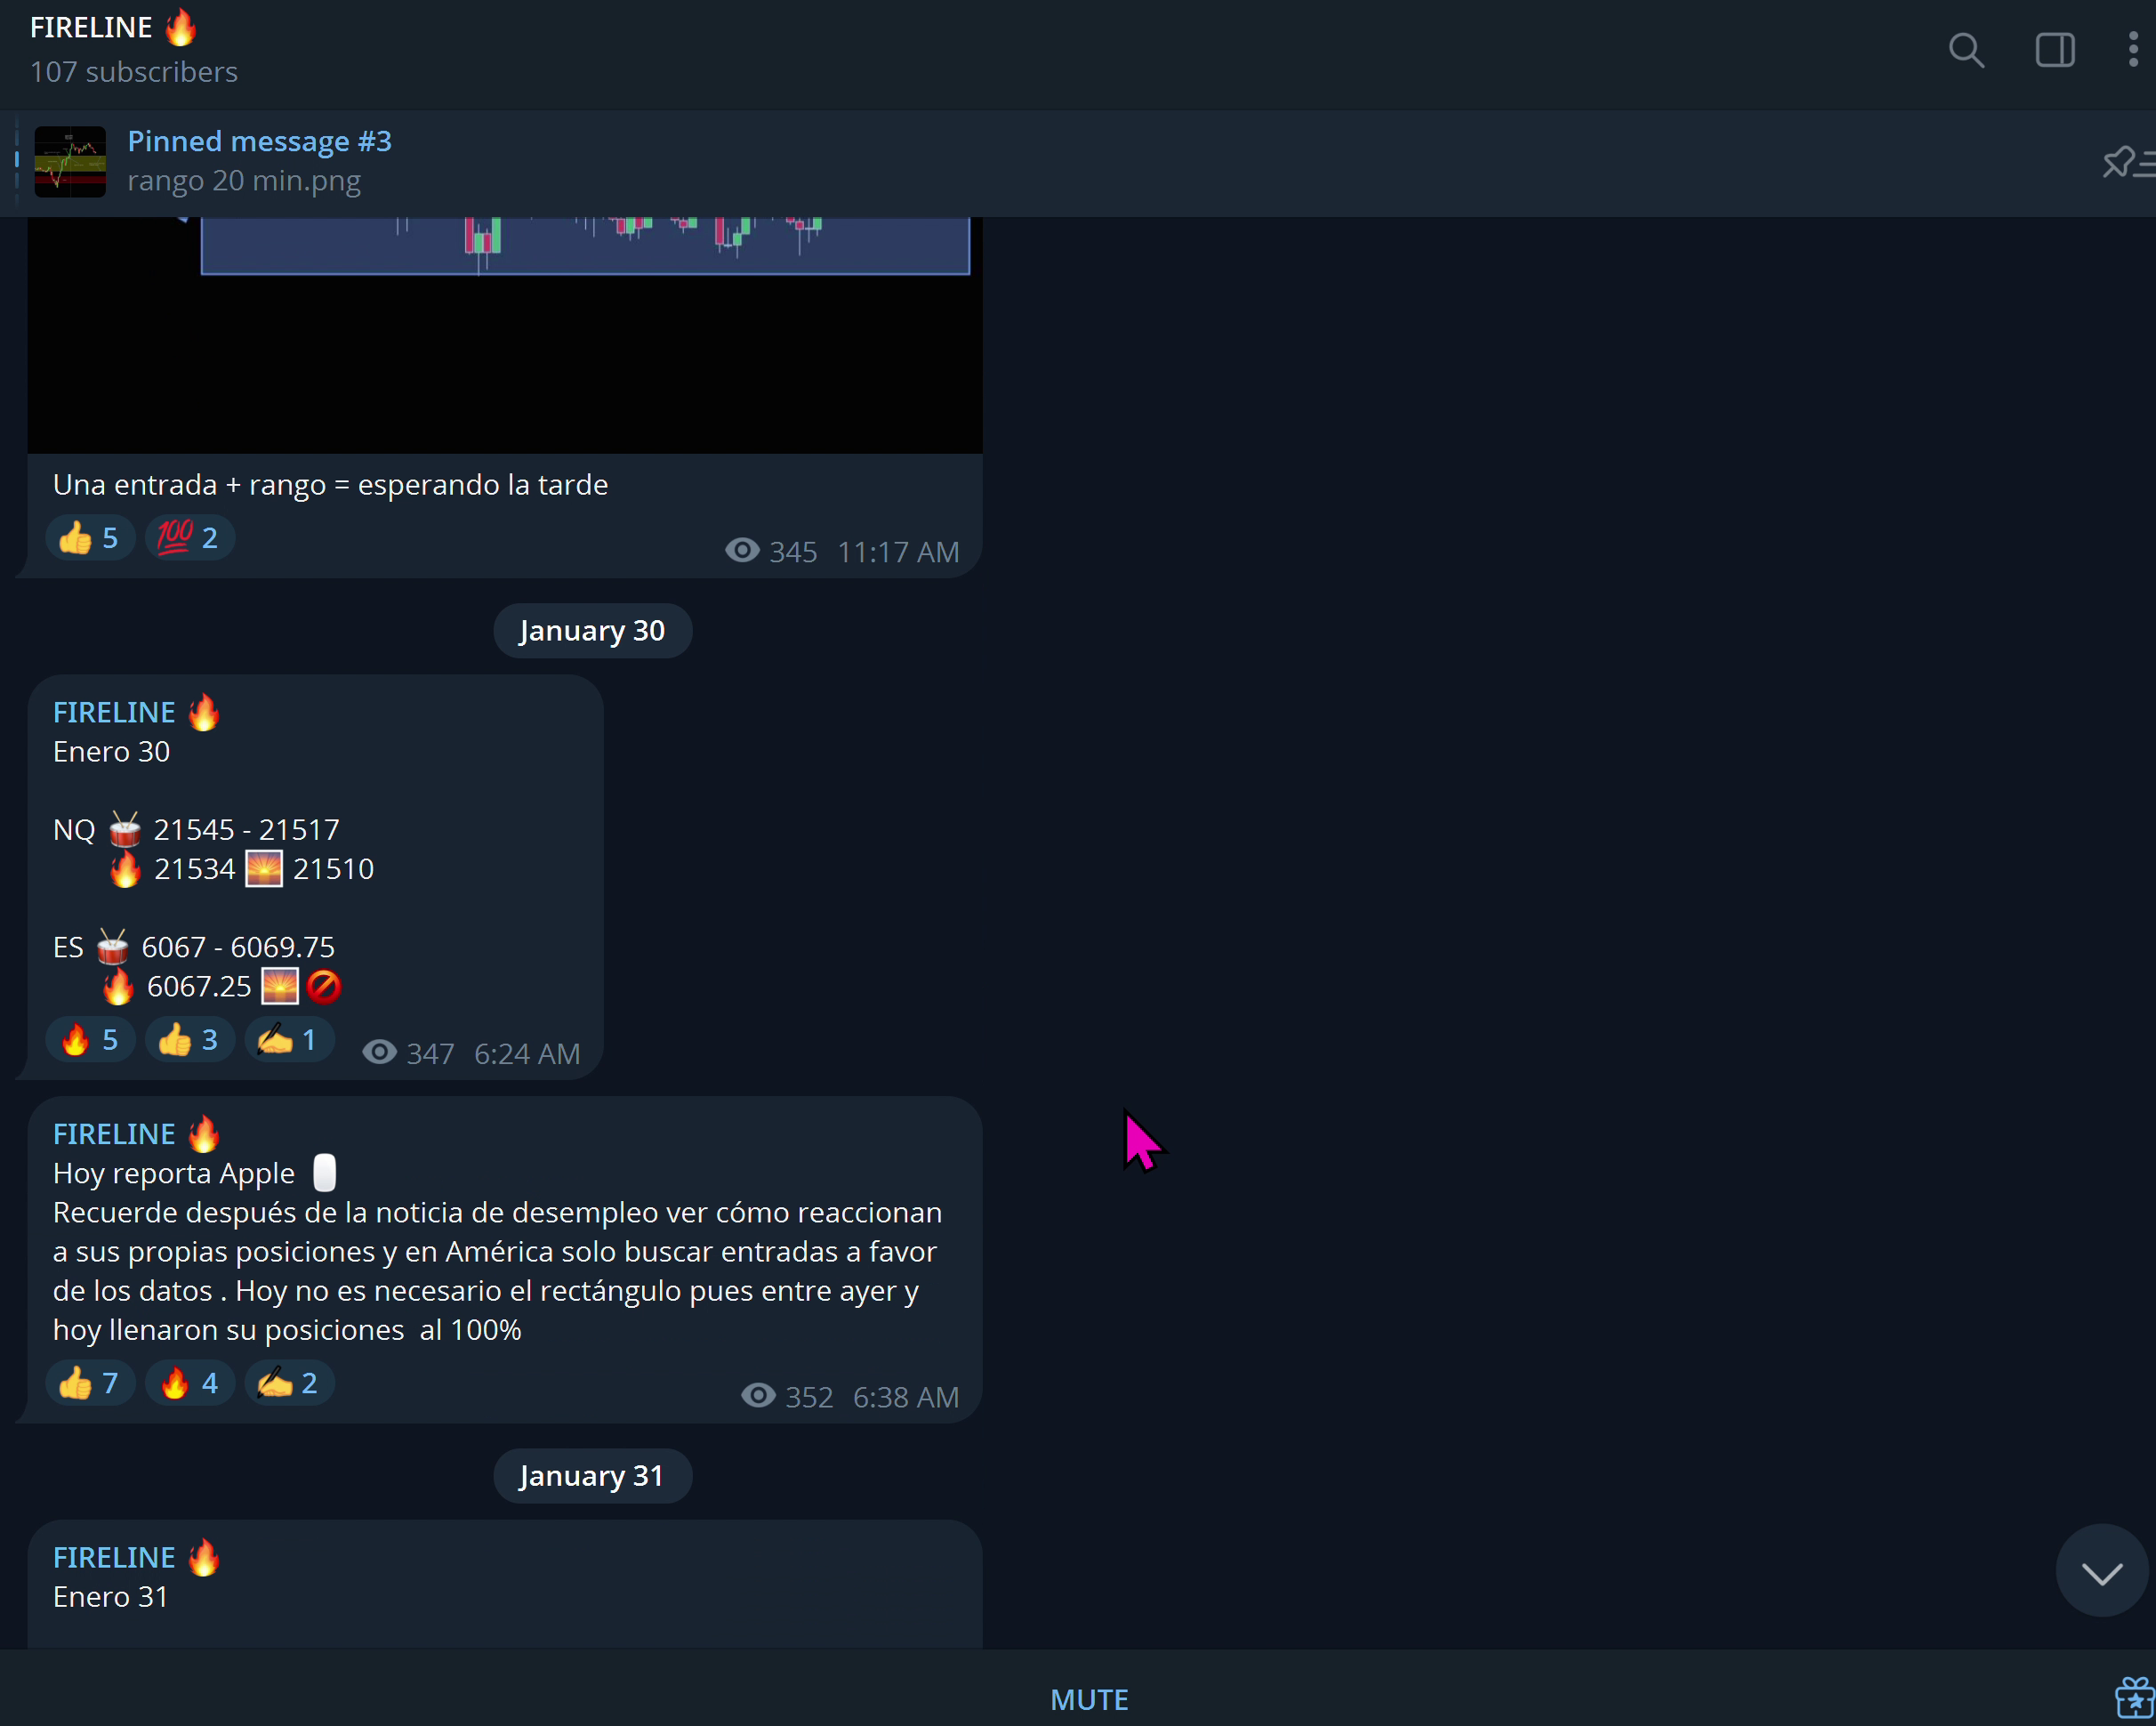 FIRELINE 🔥
107 subscribers
Pinned message #3
rango 20 min.png
Una entrada + rango = esperando la tarde
👍 5 💯 2 345 11:17 AM
January 30
FIRELINE 🔥
Enero 30
NQ 🥁 21545 - 21517
🔥 21534 🌅 21510
ES 🥁 6067 - 6069.75
🔥 6067.25 🌅🚫
🔥 5 👍 3 ✍️ 1 347 6:24 AM
FIRELINE 🔥
Hoy reporta Apple
Recuerde después de la noticia de desempleo ver cómo reaccionan
a sus propias posiciones y en América solo buscar entradas a favor
de los datos . Hoy no es necesario el rectángulo pues entre ayer y
hoy llenaron su posiciones  al 100%
👍 7 🔥 4 ✍️ 2 352 6:38 AM
January 31
FIRELINE 🔥
Enero 31
MUTE